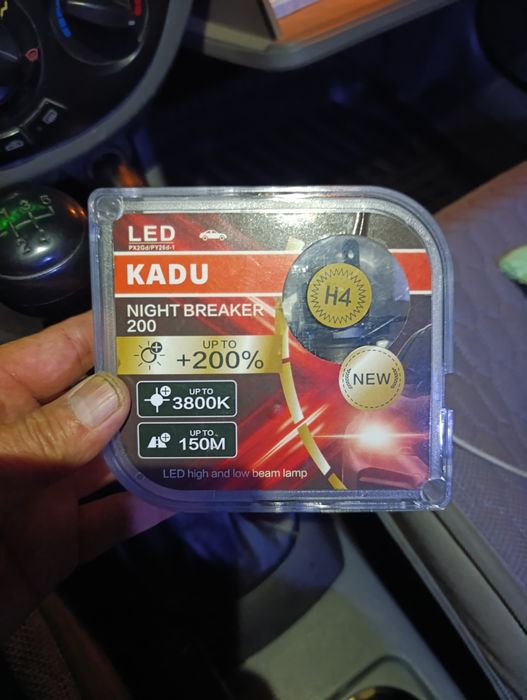 LED
PX2Gd/PY26d-1
KADU
H4
NIGHT BREAKER
200
UP TO
+200%
NEW
UP TO
3800K
UP TO
150M
LED high and low beam lamp